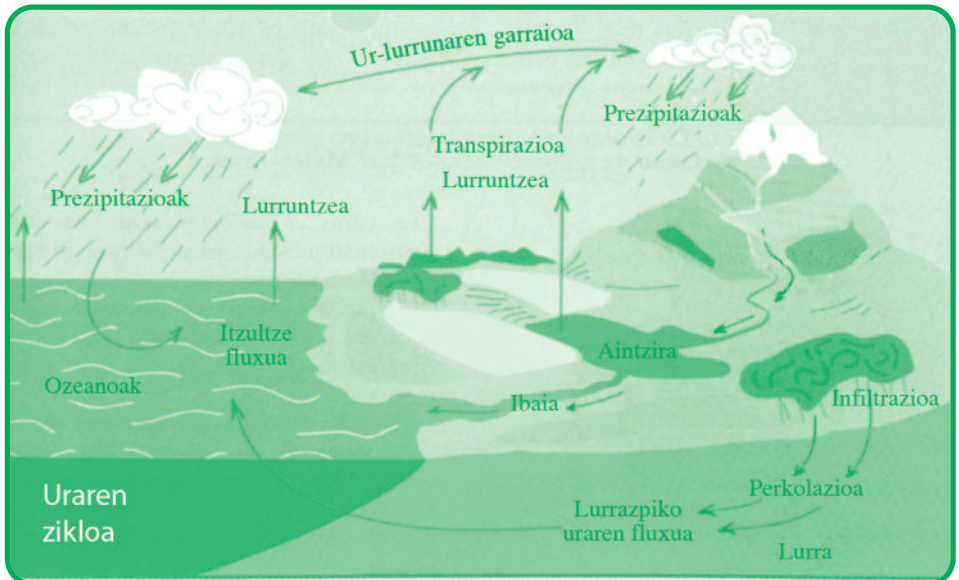 Ur-lurrunaren garraioa
Prezipitazioak
Transpirazioa
Lurruntzea
Prezipitazioak
Lurruntzea
Itzultze
fluxua
Aintzira
Ozeanoak
Ibaia
Infiltrazioa
Perkolazioa
Uraren
zikloa
Lurrazpiko
uraren fluxua
Lurra